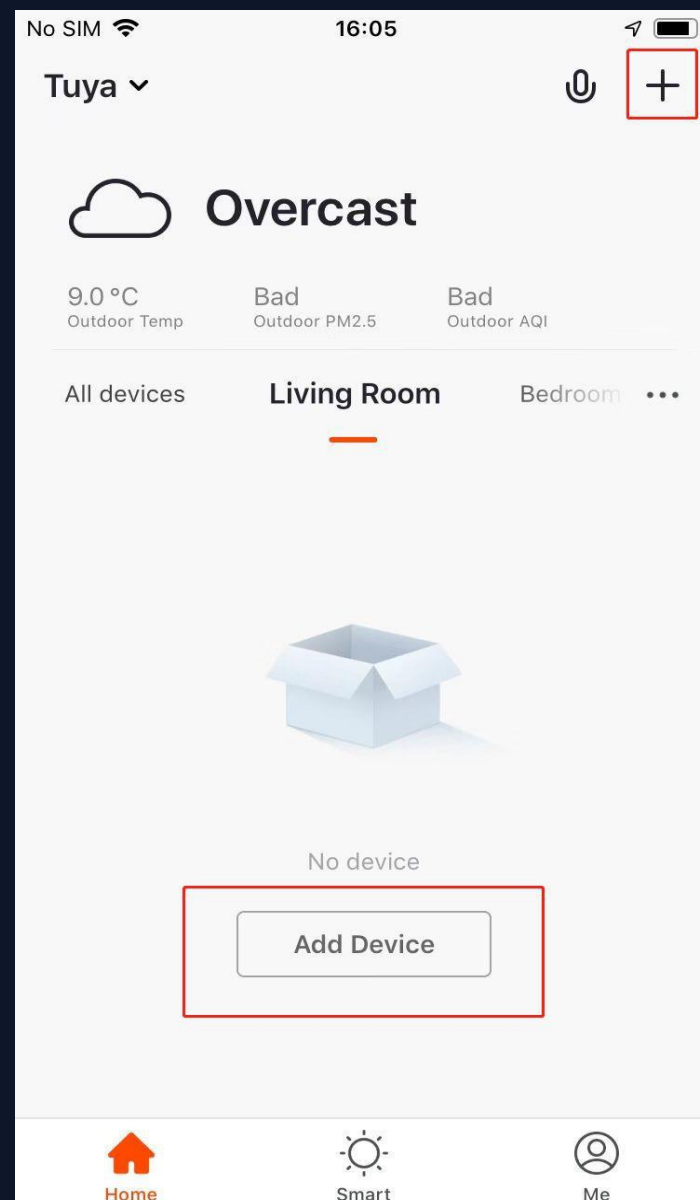 No SIM 16:05
Tuya
Overcast
9.0 °C Bad Bad
Outdoor Temp Outdoor PM2.5 Outdoor AQI
All devices Living Room Bedroom
No device
Add Device
Home Smart Me